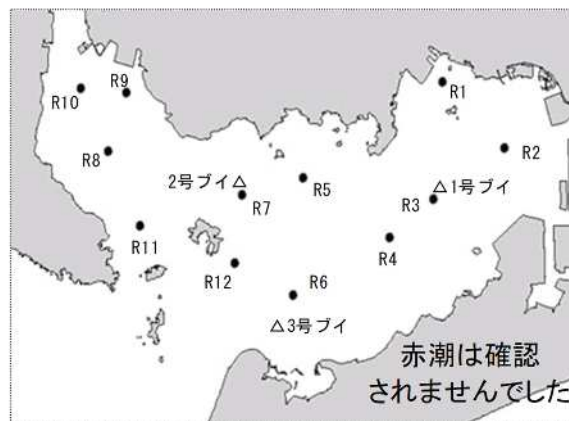 R9
R10
R1
R8
R2
2号ブイ△
R5
R7
R3
△1号ブイ
R11
R4
R12
R6
△3号ブイ
赤潮は確認
されませんでした